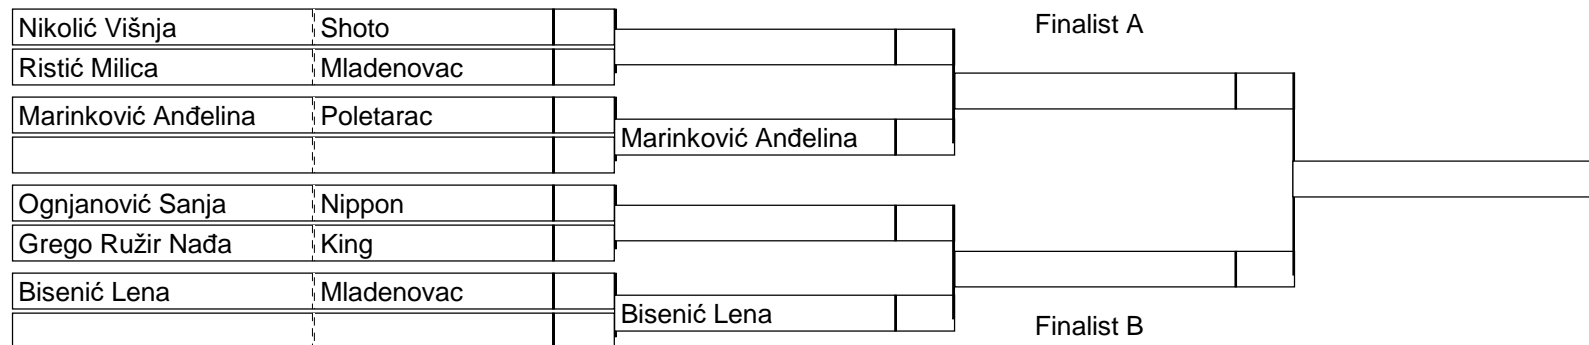 Nikolić Višnja Shoto
Ristić Milica Mladenovac
Marinković Anđelina Poletarac
Ognjanović Sanja Nippon
Grego Ružir Nađa King
Bisenić Lena Mladenovac
Marinković Anđelina
Bisenić Lena
Finalist A
Finalist B